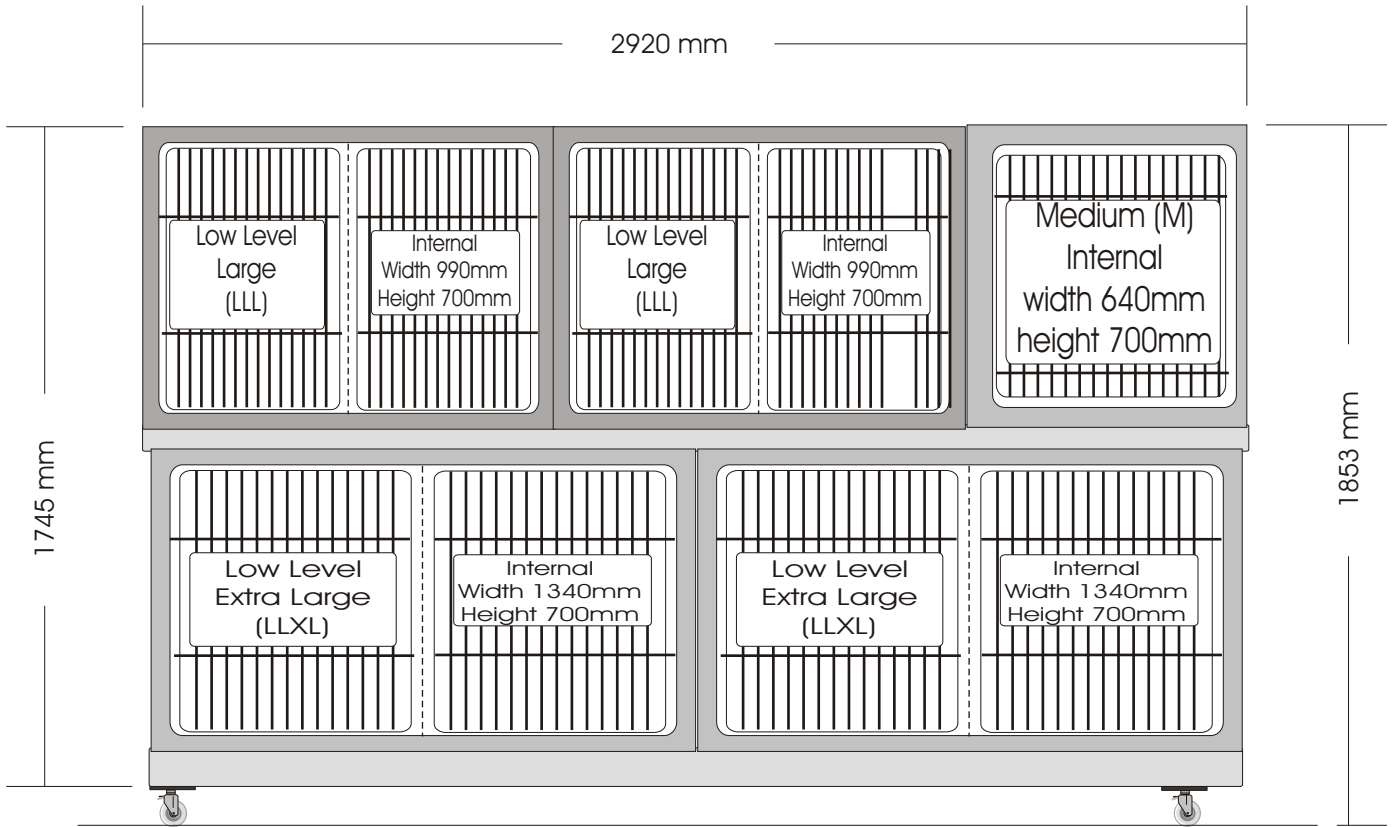 2920 mm
Low Level
Large
(LLL)
Internal
Width 990mm
Height 700mm
Low Level
Large
(LLL)
Internal
Width 990mm
Height 700mm
Medium (M)
Internal
width 640mm
height 700mm
1745 mm
1853 mm
Low Level
Extra Large
(LLXL)
Internal
Width 1340mm
Height 700mm
Low Level
Extra Large
(LLXL)
Internal
Width 1340mm
Height 700mm